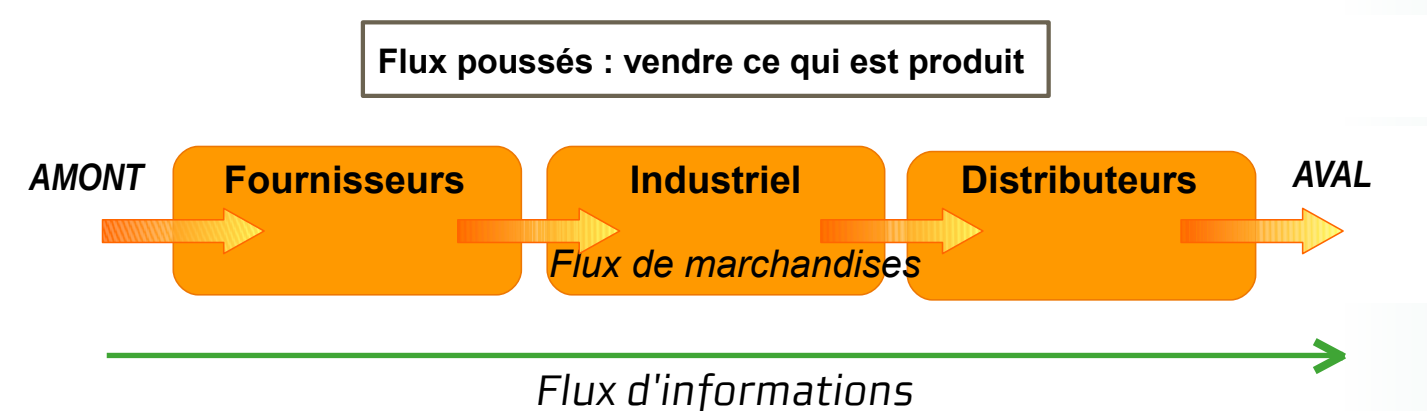 Flux poussés : vendre ce qui est produit
AMONT
Fournisseurs
Industriel
Distributeurs
AVAL
Flux de marchandises
Flux d'informations